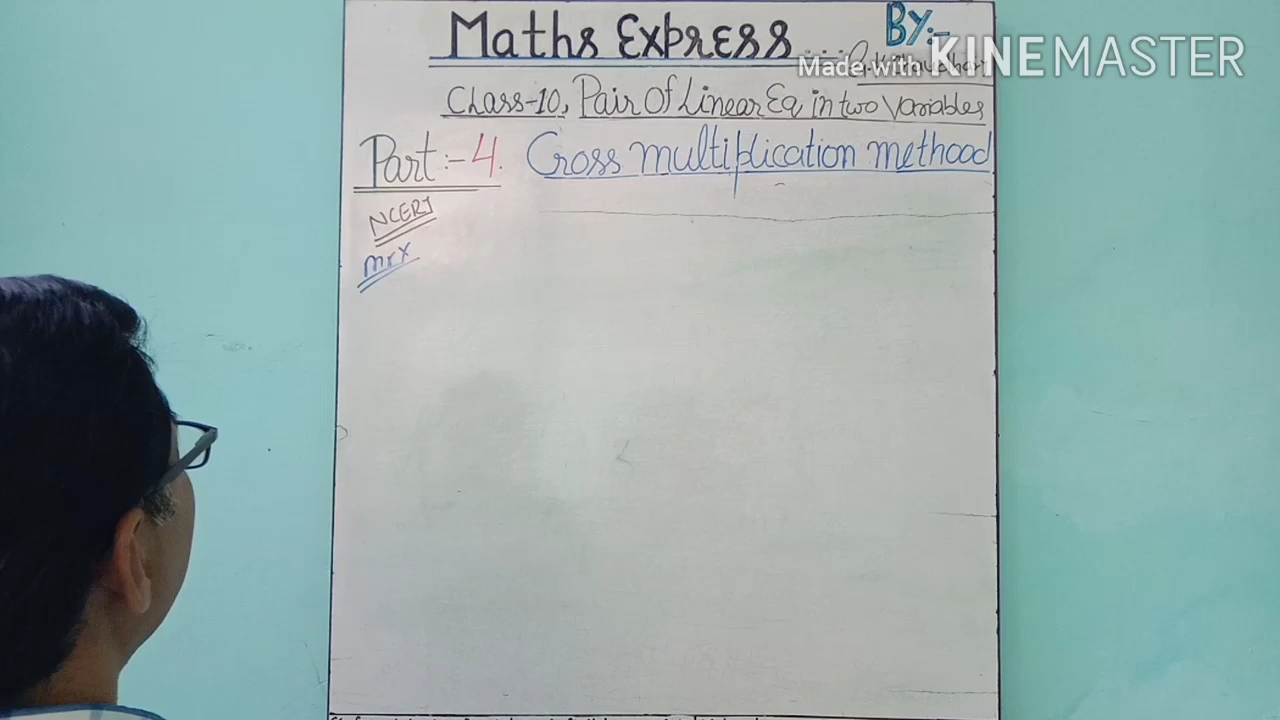 Maths Express.... BY:-
Made with KINEMASTER
Class-10, Pair Of Linear Eq in two Variables
Part:-4. Cross multiplication methood
NCERT
mrx